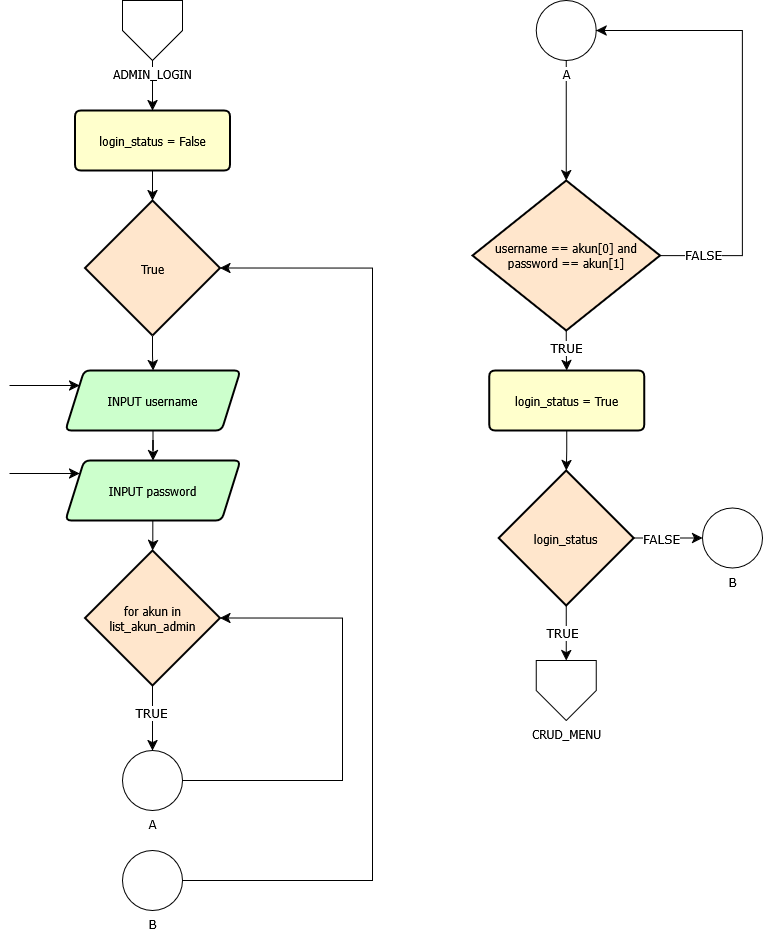 ADMIN_LOGIN
login_status = False
True
INPUT username
INPUT password
for akun in
list_akun_admin
TRUE
A
B
A
username == akun[0] and
password == akun[1]
FALSE
TRUE
login_status = True
login_status
FALSE
B
TRUE
CRUD_MENU